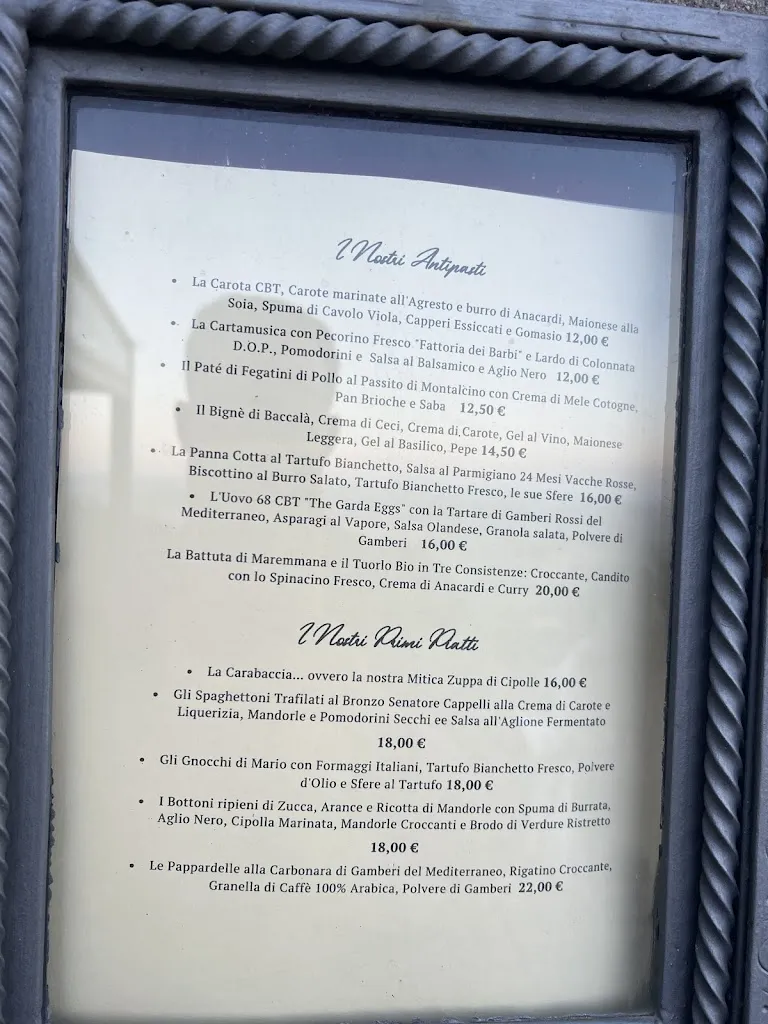 I Nostri Antipasti
• La Carota CBT, Carote marinate all'Agresto e burro di Anacardi, Maionese alla
Soia, Spuma di Cavolo Viola, Capperi Essiccati e Gomasio 12,00 €
• La Cartamusica con Pecorino Fresco "Fattoria dei Barbi" e Lardo di Colonnata
D.O.P., Pomodorini e Salsa al Balsamico e Aglio Nero 12,00 €
• Il Paté di Fegatini di Pollo al Passito di Montalcino con Crema di Mele Cotogne,
Pan Brioche e Saba 12,50 €
• Il Bignè di Baccalà, Crema di Ceci, Crema di Carote, Gel al Vino, Maionese
Leggera, Gel al Basilico, Pepe 14,50 €
• La Panna Cotta al Tartufo Bianchetto, Salsa al Parmigiano 24 Mesi Vacche Rosse,
Biscottino al Burro Salato, Tartufo Bianchetto Fresco, le sue Sfere 16,00 €
• L'Uovo 68 CBT "The Garda Eggs" con la Tartare di Gamberi Rossi del
Mediterraneo, Asparagi al Vapore, Salsa Olandese, Granola salata, Polvere di
Gamberi 16,00 €
La Battuta di Maremmana e il Tuorlo Bio in Tre Consistenze: Croccante, Candito
con lo Spinacino Fresco, Crema di Anacardi e Curry 20,00 €
I Nostri Primi Piatti
• La Carabaccia... ovvero la nostra Mitica Zuppa di Cipolle 16,00 €
• Gli Spaghettoni Trafilati al Bronzo Senatore Cappelli alla Crema di Carote e
Liquerizia, Mandorle e Pomodorini Secchi ee Salsa all'Aglione Fermentato
18,00 €
• Gli Gnocchi di Mario con Formaggi Italiani, Tartufo Bianchetto Fresco, Polvere
d'Olio e Sfere al Tartufo 18,00 €
• I Bottoni ripieni di Zucca, Arance e Ricotta di Mandorle con Spuma di Burrata,
Aglio Nero, Cipolla Marinata, Mandorle Croccanti e Brodo di Verdure Ristretto
18,00 €
• Le Pappardelle alla Carbonara di Gamberi del Mediterraneo, Rigatino Croccante,
Granella di Caffè 100% Arabica, Polvere di Gamberi 22,00 €